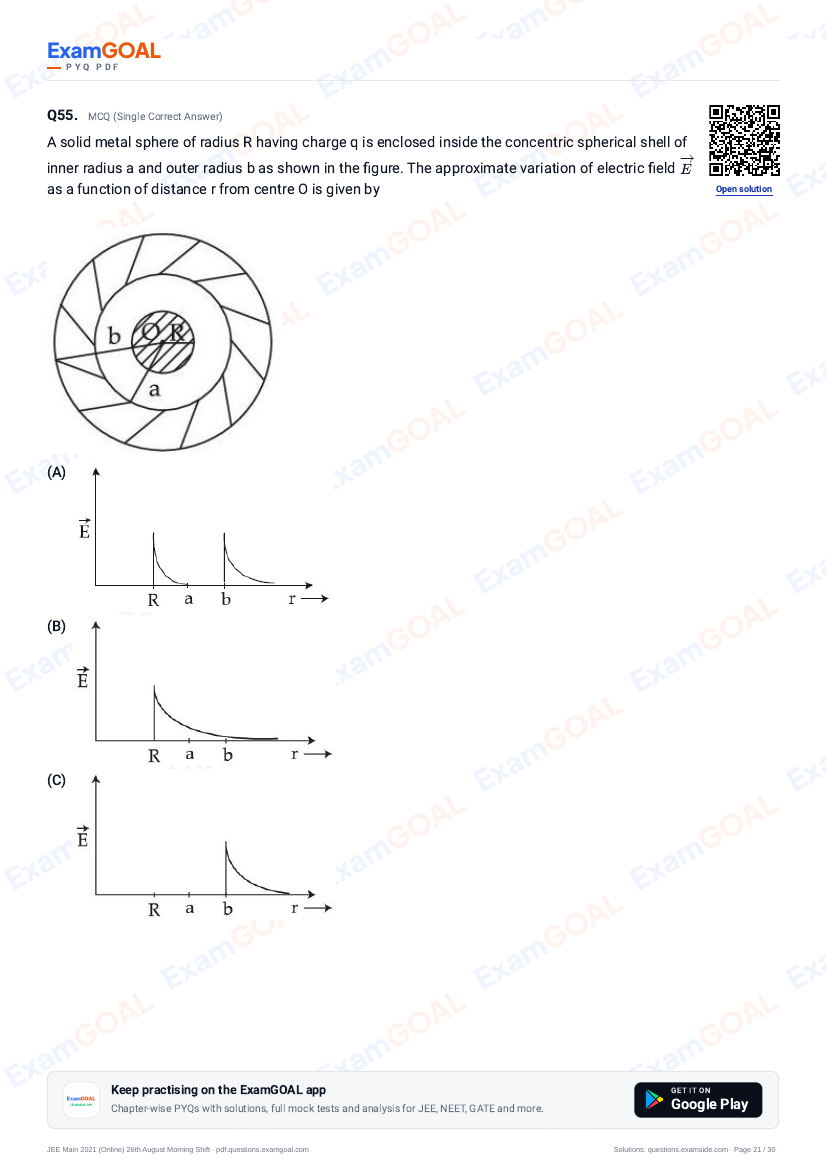 ExamGOAL
PYQ PDF
Q55. MCQ (Single Correct Answer)
A solid metal sphere of radius R having charge q is enclosed inside the concentric spherical shell of
inner radius a and outer radius b as shown in the figure. The approximate variation of electric field $\overrightarrow{E}$
as a function of distance r from centre O is given by
Open solution
b O R
a
(A)
$\overrightarrow{E}$
R a b r →
(B)
$\overrightarrow{E}$
R a b r →
(C)
$\overrightarrow{E}$
R a b r →
Keep practising on the ExamGOAL app
Chapter-wise PYQs with solutions, full mock tests and analysis for JEE, NEET, GATE and more.
GET IT ON
Google Play
JEE Main 2021 (Online) 26th August Morning Shift · pdf.questions.examgoal.com
Solutions: questions.examside.com · Page 21 / 30